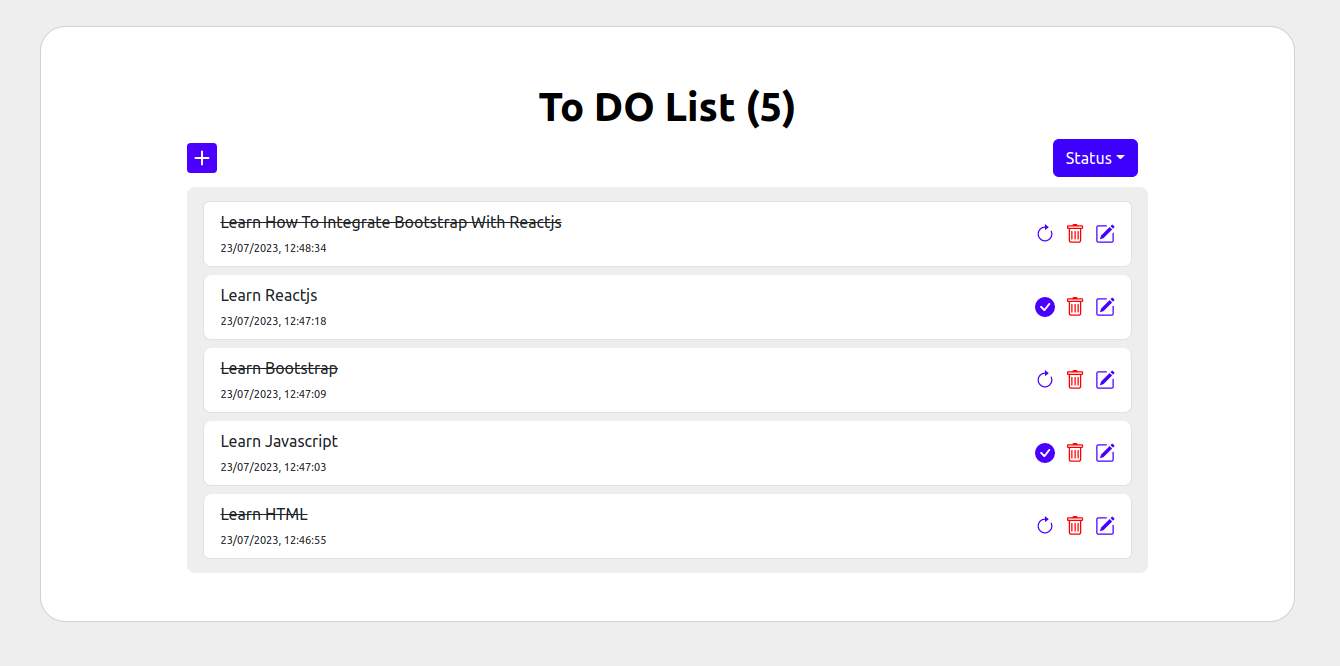 To DO List (5)
Status
Learn How To Integrate Bootstrap With Reactjs
23/07/2023, 12:48:34
Learn Reactjs
23/07/2023, 12:47:18
Learn Bootstrap
23/07/2023, 12:47:09
Learn Javascript
23/07/2023, 12:47:03
Learn HTML
23/07/2023, 12:46:55